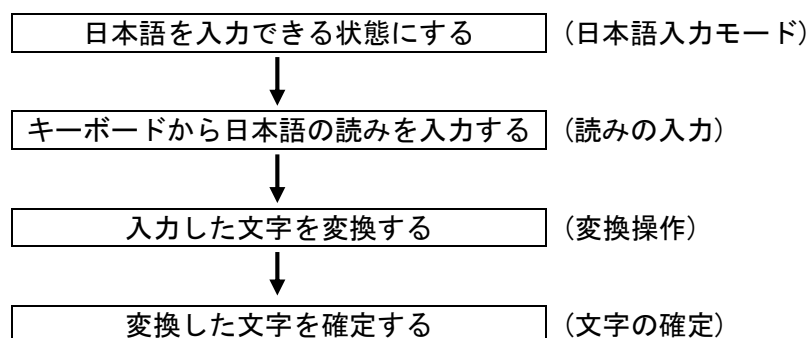 日本語を入力できる状態にする (日本語入力モード)
キーボードから日本語の読みを入力する (読みの入力)
入力した文字を変換する (変換操作)
変換した文字を確定する (文字の確定)